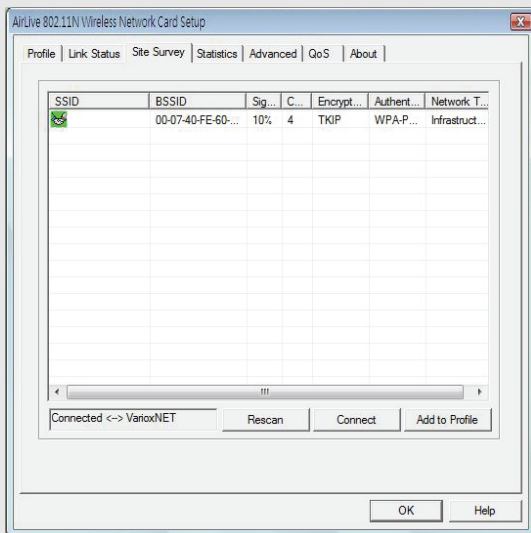 AirLive 802.11N Wireless Network Card Setup
Profile Link Status Site Survey Statistics Advanced QoS About
SSID BSSID Sig... C... Encrypt... Authent... Network T...
00-07-40-FE-60-... 10% 4 TKIP WPA-P... Infrastruct...
Connected <--> VarioxNET Rescan Connect Add to Profile
OK Help